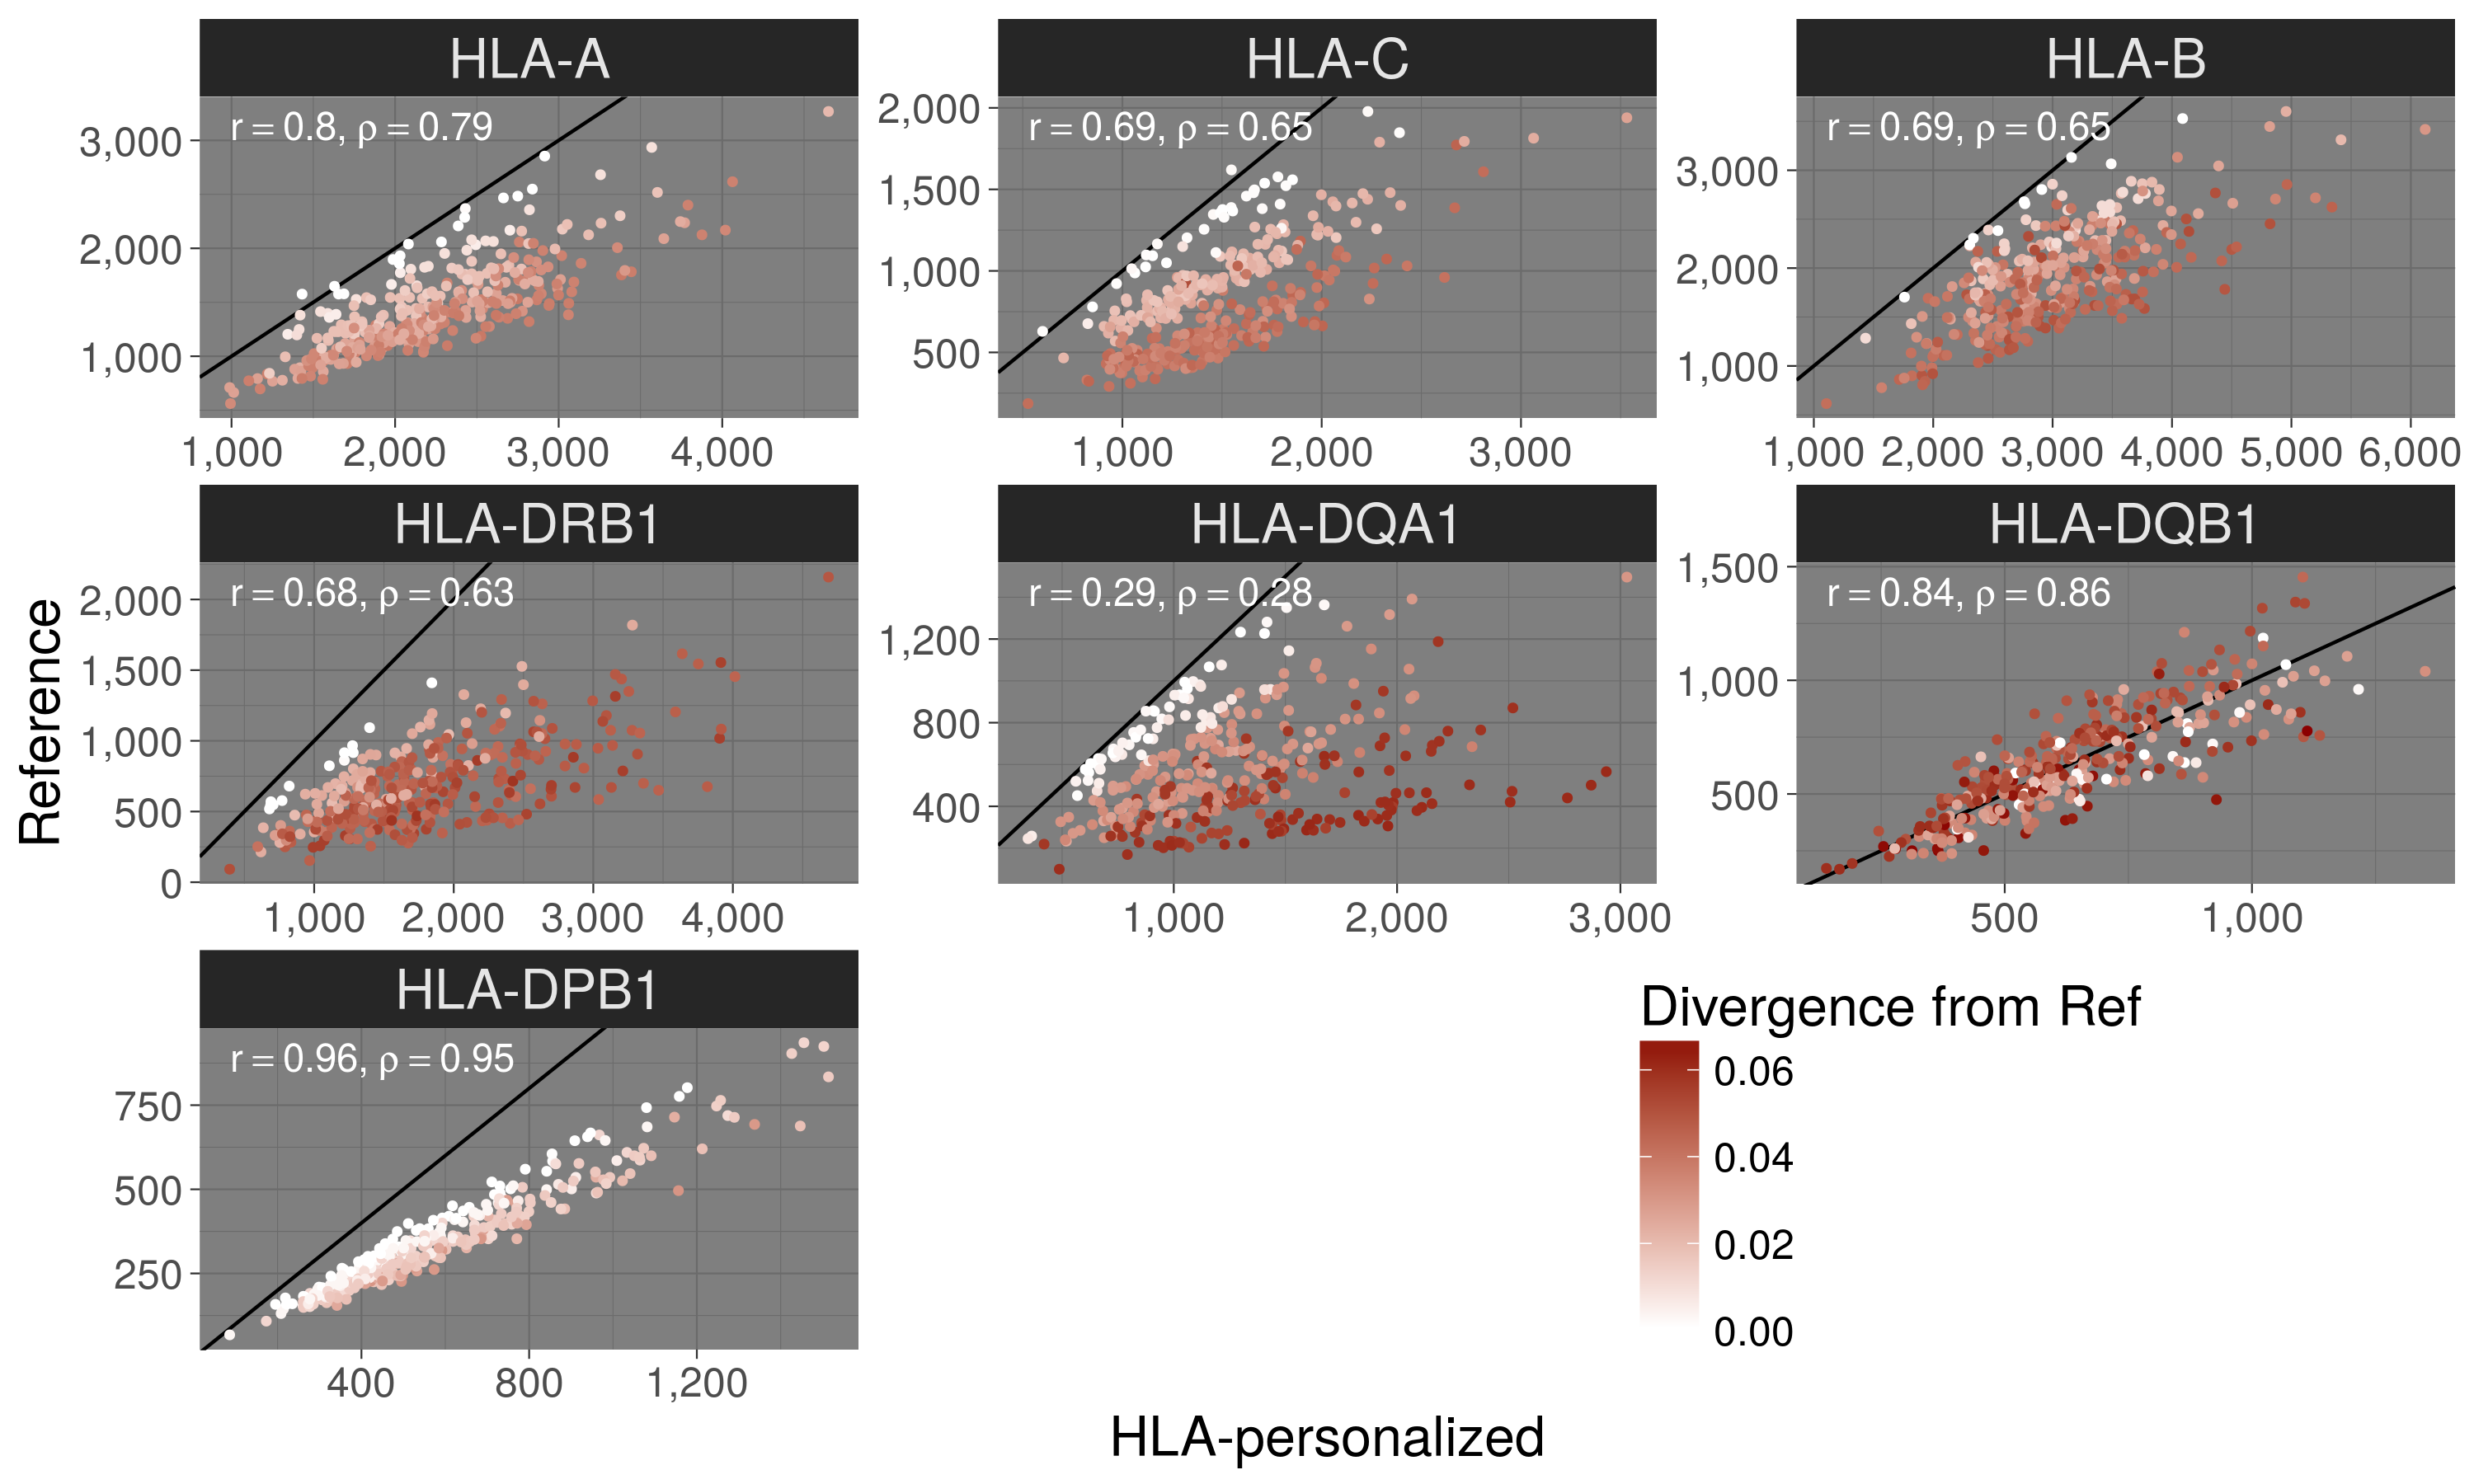 HLA-A
r = 0.8, ρ = 0.79
3,000
2,000
1,000
1,000 2,000 3,000 4,000
HLA-C
r = 0.69, ρ = 0.65
2,000
1,500
1,000
500
1,000 2,000 3,000
HLA-B
r = 0.69, ρ = 0.65
3,000
2,000
1,000
1,000 2,000 3,000 4,000 5,000 6,000
Reference
HLA-DRB1
r = 0.68, ρ = 0.63
2,000
1,500
1,000
500
0
1,000 2,000 3,000 4,000
HLA-DQA1
r = 0.29, ρ = 0.28
1,200
800
400
1,000 2,000 3,000
HLA-DQB1
r = 0.84, ρ = 0.86
1,500
1,000
500
500 1,000
HLA-DPB1
r = 0.96, ρ = 0.95
750
500
250
400 800 1,200
Divergence from Ref
0.06
0.04
0.02
0.00
HLA-personalized